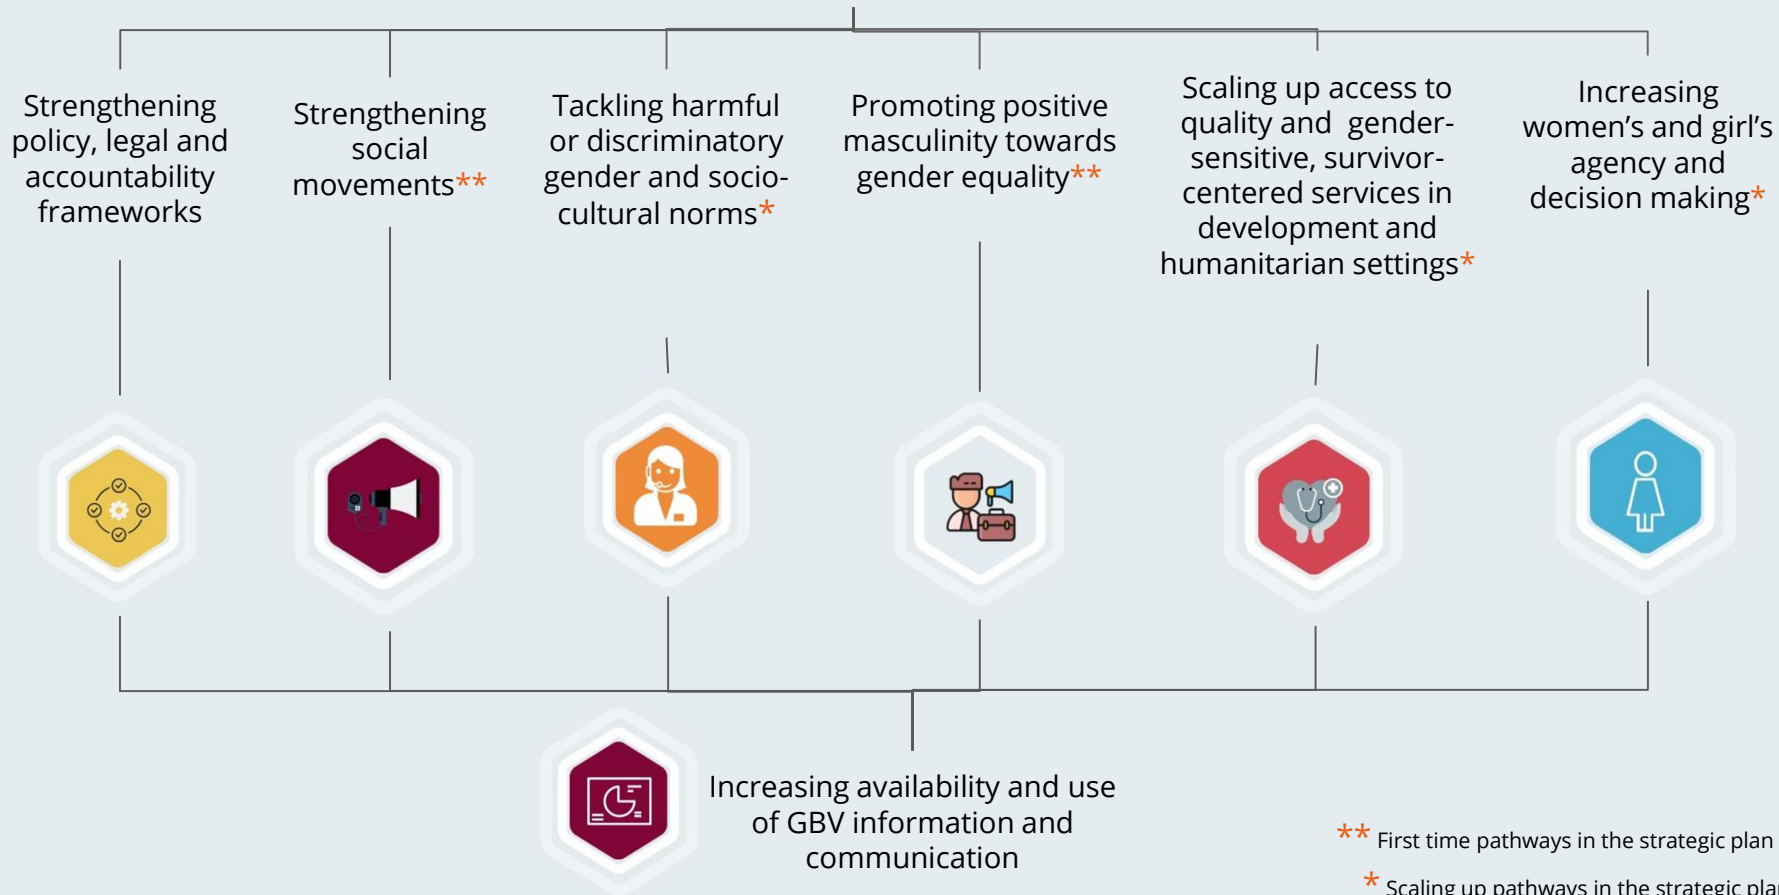 Strengthening
policy, legal and
accountability
frameworks
Strengthening
social
movements**
Tackling harmful
or discriminatory
gender and socio-
cultural norms*
Promoting positive
masculinity towards
gender equality**
Scaling up access to
quality and gender-
sensitive, survivor-
centered services in
development and
humanitarian settings*
Increasing
women’s and girl’s
agency and
decision making*
Increasing availability and use
of GBV information and
communication
** First time pathways in the strategic plan
* Scaling up pathways in the strategic plan